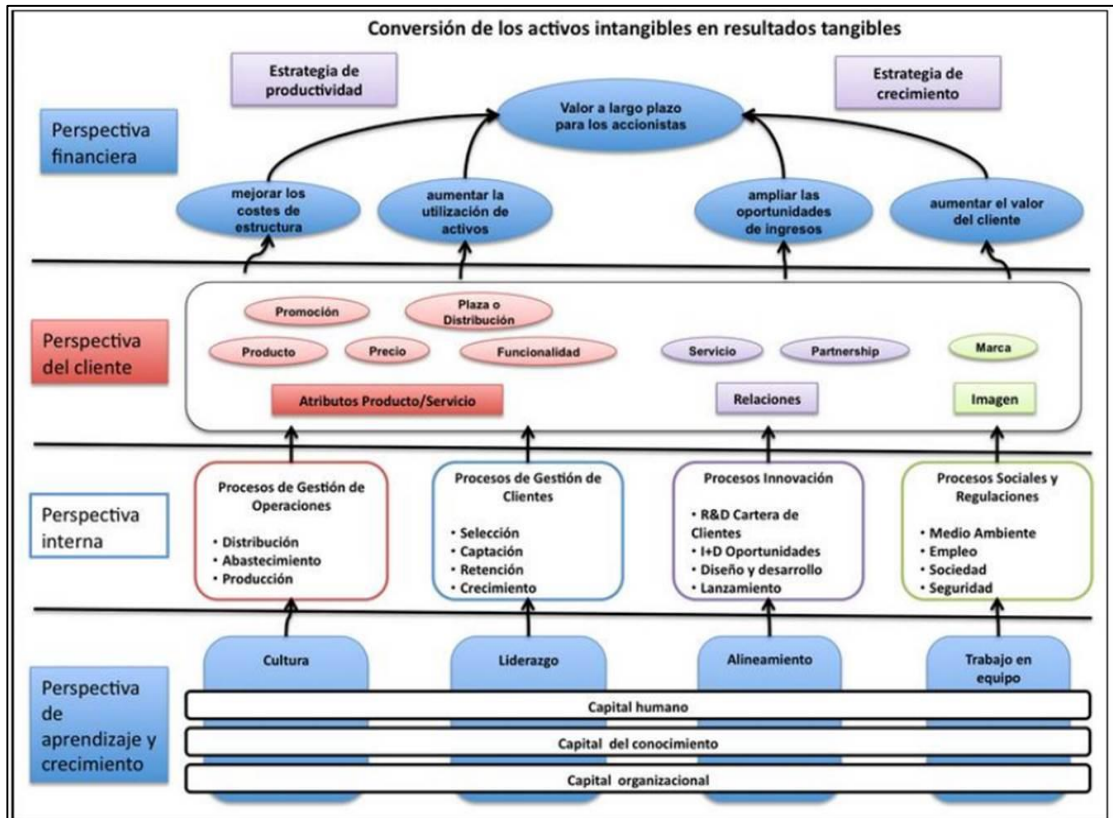 Conversión de los activos intangibles en resultados tangibles
Estrategia de
productividad
Estrategia de
crecimiento
Valor a largo plazo
para los accionistas
Perspectiva
financiera
mejorar los
costes de
estructura
aumentar la
utilización de
activos
ampliar las
oportunidades
de ingresos
aumentar el valor
del cliente
Perspectiva
del cliente
Promoción
Plaza o
Distribución
Producto
Precio
Funcionalidad
Servicio
Partnership
Marca
Atributos Producto/Servicio
Relaciones
Imagen
Perspectiva
interna
Procesos de Gestión de
Operaciones
• Distribución
• Abastecimiento
• Producción
Procesos de Gestión de
Clientes
• Selección
• Captación
• Retención
• Crecimiento
Procesos Innovación
• R&D Cartera de
Clientes
• I+D Oportunidades
• Diseño y desarrollo
• Lanzamiento
Procesos Sociales y
Regulaciones
• Medio Ambiente
• Empleo
• Sociedad
• Seguridad
Perspectiva
de
aprendizaje y
crecimiento
Cultura
Liderazgo
Alineamiento
Trabajo en
equipo
Capital humano
Capital del conocimiento
Capital organizacional